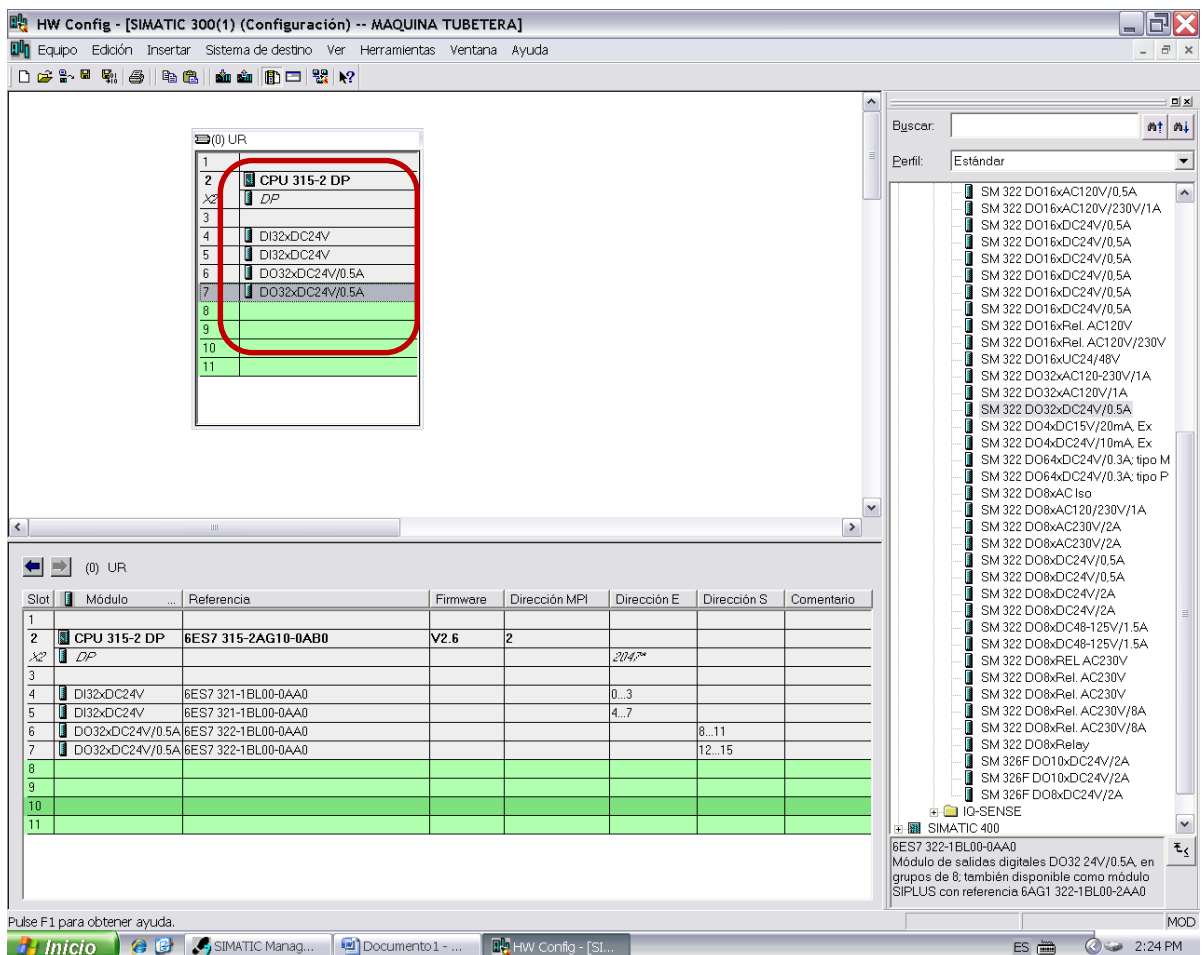 HW Config - [SIMATIC 300(1) (Configuración) -- MAQUINA TUBETERA]
Equipo Edición Insertar Sistema de destino Ver Herramientas Ventana Ayuda
(0) UR
1
2 CPU 315-2 DP
X2 DP
3
4 DI32xDC24V
5 DI32xDC24V
6 DO32xDC24V/0.5A
7 DO32xDC24V/0.5A
8
9
10
11
Buscar:
Perfil: Estándar
SM 322 DO16xAC120V/0,5A
SM 322 DO16xAC120V/230V/1A
SM 322 DO16xDC24V/0,5A
SM 322 DO16xDC24V/0,5A
SM 322 DO16xDC24V/0,5A
SM 322 DO16xDC24V/0,5A
SM 322 DO16xDC24V/0,5A
SM 322 DO16xDC24V/0,5A
SM 322 DO16xRel. AC120V
SM 322 DO16xRel. AC120V/230V
SM 322 DO16xUC24/48V
SM 322 DO32xAC120-230V/1A
SM 322 DO32xAC120V/1A
SM 322 DO32xDC24V/0.5A
SM 322 DO4xDC15V/20mA, Ex
SM 322 DO4xDC24V/10mA, Ex
SM 322 DO64xDC24V/0.3A; tipo M
SM 322 DO64xDC24V/0.3A; tipo P
SM 322 DO8xAC Iso
SM 322 DO8xAC120/230V/1A
SM 322 DO8xAC230V/2A
SM 322 DO8xAC230V/2A
SM 322 DO8xDC24V/0,5A
SM 322 DO8xDC24V/0,5A
SM 322 DO8xDC24V/2A
SM 322 DO8xDC24V/2A
SM 322 DO8xDC48-125V/1.5A
SM 322 DO8xDC48-125V/1.5A
SM 322 DO8xREL AC230V
SM 322 DO8xRel. AC230V
SM 322 DO8xRel. AC230V
SM 322 DO8xRel. AC230V/8A
SM 322 DO8xRel. AC230V/8A
SM 322 DO8xRelay
SM 326F DO10xDC24V/2A
SM 326F DO10xDC24V/2A
SM 326F DO8xDC24V/2A
IQ-SENSE
SIMATIC 400
6ES7 322-1BL00-0AA0
Módulo de salidas digitales DO32 24V/0.5A, en
grupos de 8; también disponible como módulo
SIPLUS con referencia 6AG1 322-1BL00-2AA0
(0) UR
Slot Módulo ... Referencia Firmware Dirección MPI Dirección E Dirección S Comentario
1
2 CPU 315-2 DP 6ES7 315-2AG10-0AB0 V2.6 2
X2 DP 2047*
3
4 DI32xDC24V 6ES7 321-1BL00-0AA0 0...3
5 DI32xDC24V 6ES7 321-1BL00-0AA0 4...7
6 DO32xDC24V/0.5A 6ES7 322-1BL00-0AA0 8...11
7 DO32xDC24V/0.5A 6ES7 322-1BL00-0AA0 12...15
8
9
10
11
Pulse F1 para obtener ayuda. MOD
Inicio SIMATIC Manag... Documento1 - ... HW Config - [SI... ES 2:24 PM